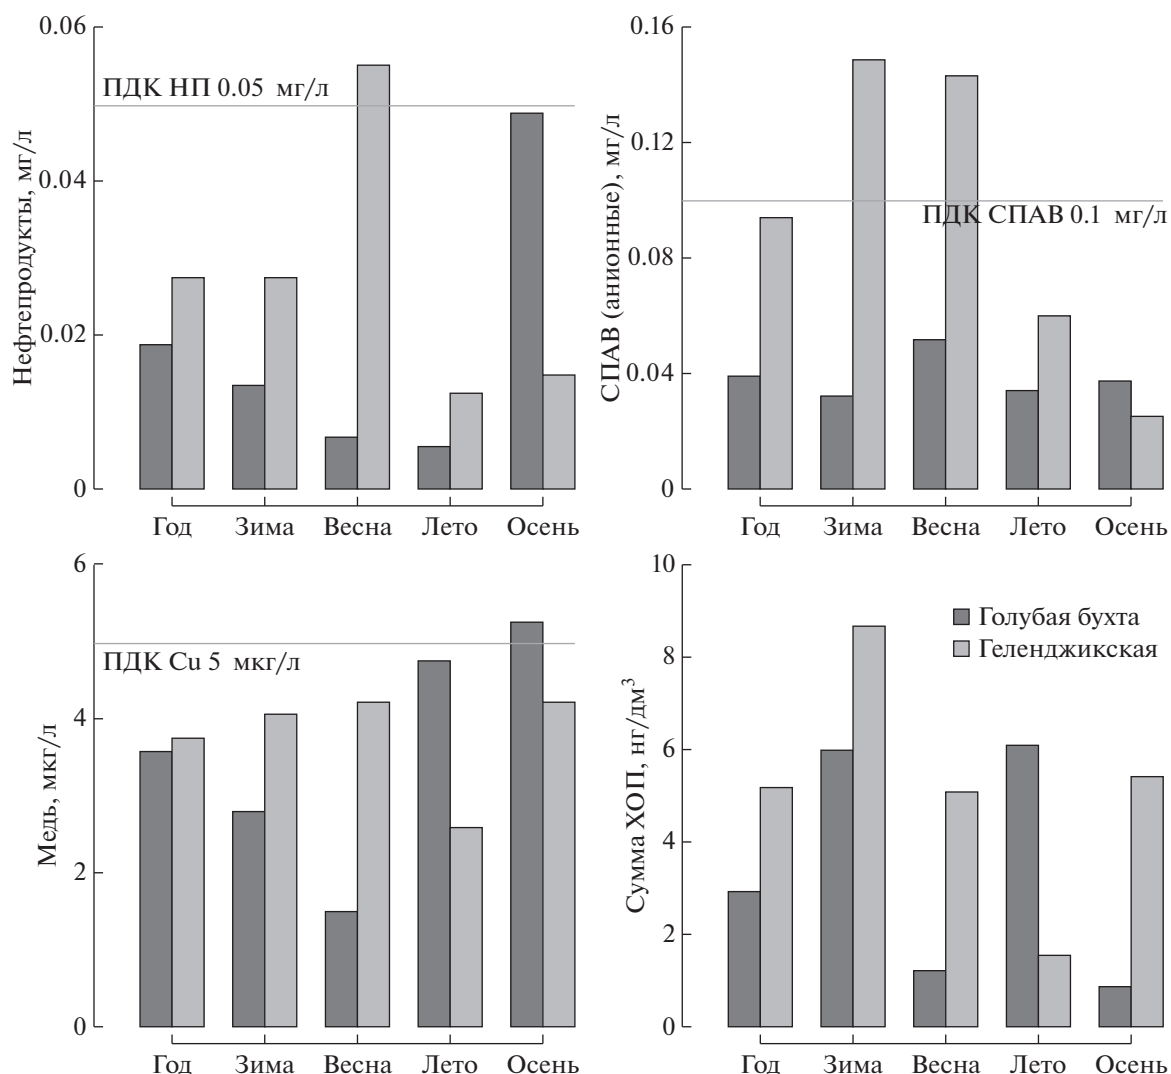 0.06
0.04
0.02
0
Нефтепродукты, мг/л
ПДК НП 0.05 мг/л
Год Зима Весна Лето Осень
0.16
0.12
0.08
0.04
0
СПАВ (анионные), мг/л
ПДК СПАВ 0.1 мг/л
Год Зима Весна Лето Осень
6
4
2
0
Медь, мкг/л
ПДК Cu 5 мкг/л
Год Зима Весна Лето Осень
10
8
6
4
2
0
Сумма ХОП, нг/дм³
Голубая бухта
Геленджикская
Год Зима Весна Лето Осень